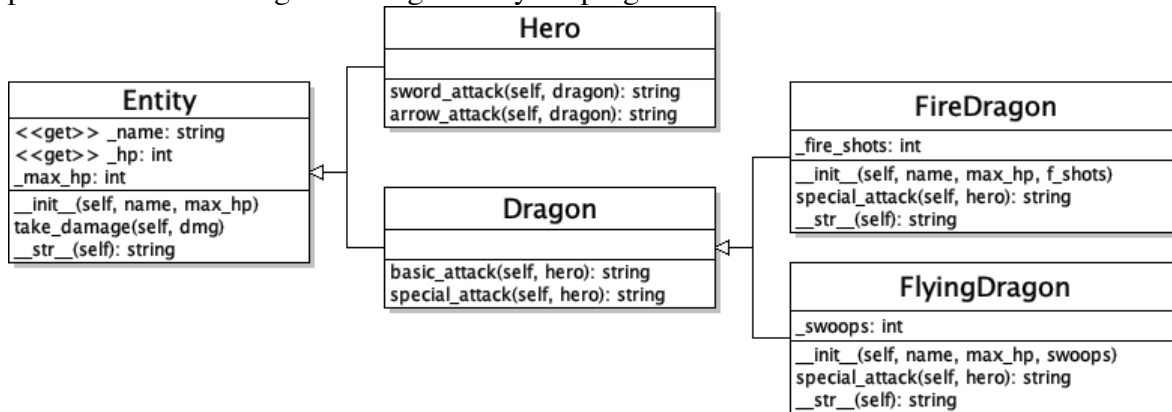 Hero
sword_attack(self, dragon): string
arrow_attack(self, dragon): string
Entity
<<get>> _name: string
<<get>> _hp: int
_max_hp: int
__init__(self, name, max_hp)
take_damage(self, dmg)
__str__(self): string
Dragon
basic_attack(self, hero): string
special_attack(self, hero): string
FireDragon
_fire_shots: int
__init__(self, name, max_hp, f_shots)
special_attack(self, hero): string
__str__(self): string
FlyingDragon
_swoops: int
__init__(self, name, max_hp, swoops)
special_attack(self, hero): string
__str__(self): string